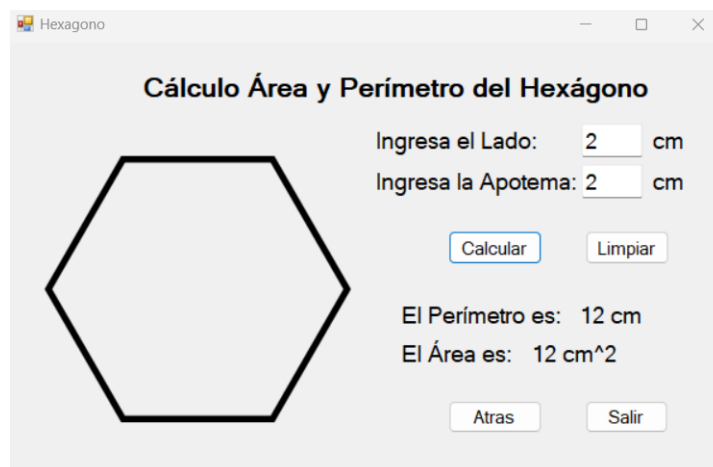 Hexagono
Cálculo Área y Perímetro del Hexágono
Ingresa el Lado: 2 cm
Ingresa la Apotema: 2 cm
Calcular Limpiar
El Perímetro es: 12 cm
El Área es: 12 cm^2
Atras Salir